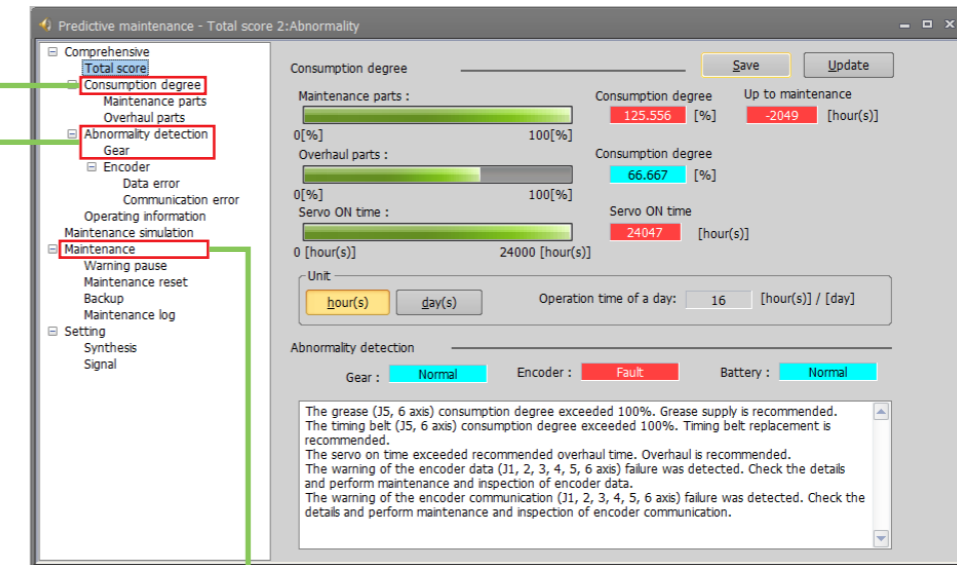 Predictive maintenance - Total score 2:Abnormality
Comprehensive
Total score
Consumption degree
Maintenance parts
Overhaul parts
Abnormality detection
Gear
Encoder
Data error
Communication error
Operating information
Maintenance simulation
Maintenance
Warning pause
Maintenance reset
Backup
Maintenance log
Setting
Synthesis
Signal
Consumption degree
Save Update
Maintenance parts : Consumption degree Up to maintenance
125.556 [%] -2049 [hour(s)]
0[%] 100[%]
Overhaul parts : Consumption degree
66.667 [%]
0[%] 100[%]
Servo ON time : Servo ON time
24047 [hour(s)]
0 [hour(s)] 24000 [hour(s)]
Unit
hour(s) day(s) Operation time of a day: 16 [hour(s)] / [day]
Abnormality detection
Gear : Normal Encoder : Fault Battery : Normal
The grease (J5, 6 axis) consumption degree exceeded 100%. Grease supply is recommended.
The timing belt (J5, 6 axis) consumption degree exceeded 100%. Timing belt replacement is
recommended.
The servo on time exceeded recommended overhaul time. Overhaul is recommended.
The warning of the encoder data (J1, 2, 3, 4, 5, 6 axis) failure was detected. Check the details
and perform maintenance and inspection of encoder data.
The warning of the encoder communication (J1, 2, 3, 4, 5, 6 axis) failure was detected. Check the
details and perform maintenance and inspection of encoder communication.